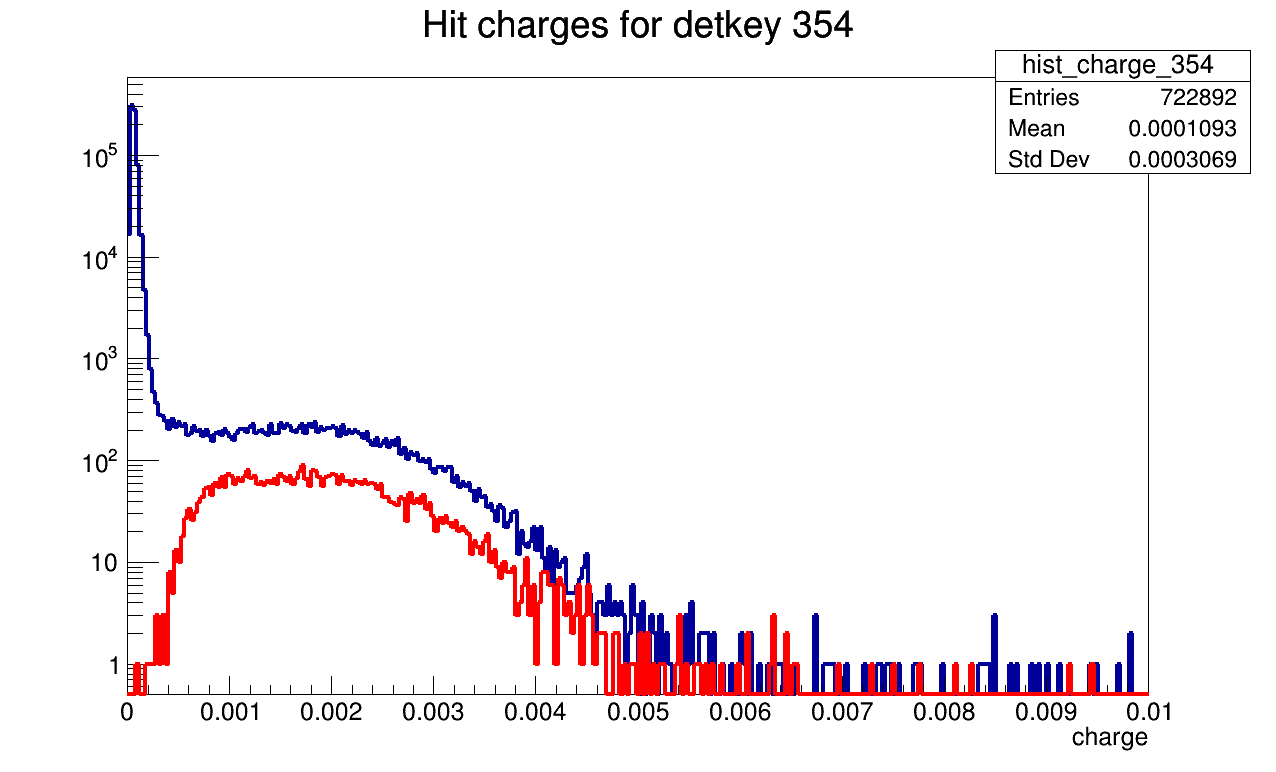 Hit charges for detkey 354
hist_charge_354
Entries 722892
Mean 0.0001093
Std Dev 0.0003069
10^5
10^4
10^3
10^2
10
1
0 0.001 0.002 0.003 0.004 0.005 0.006 0.007 0.008 0.009 0.01
charge